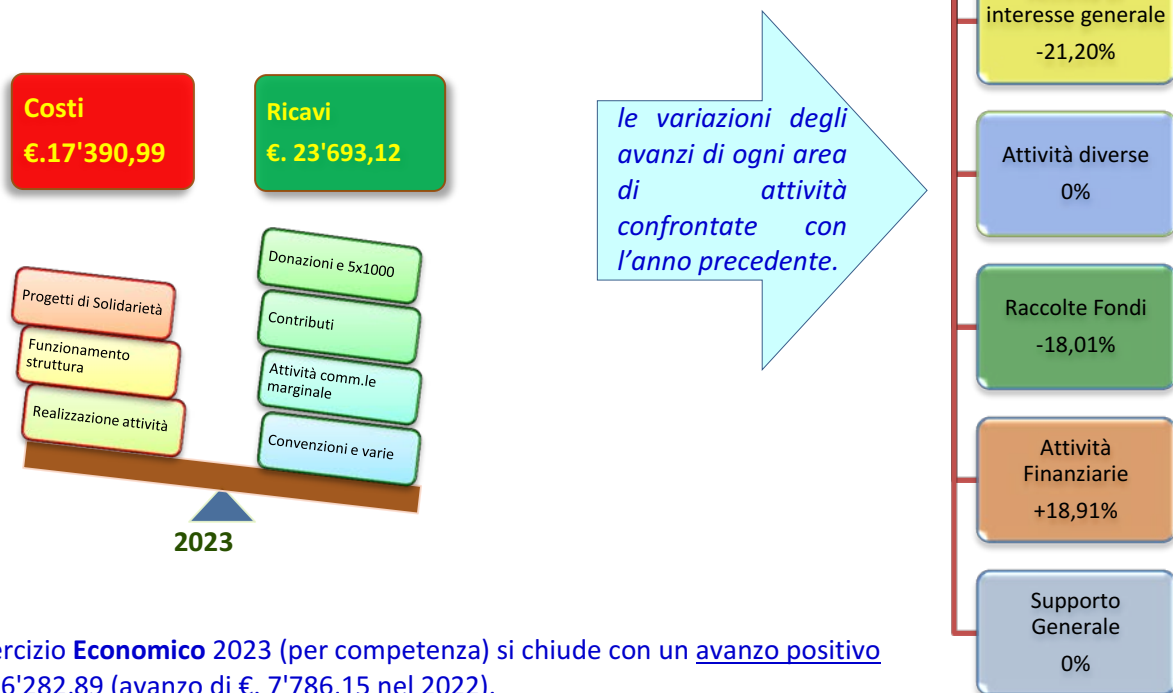 Costi
€.17'390,99
Ricavi
€. 23'693,12
Progetti di Solidarietà
Funzionamento
struttura
Realizzazione attività
Donazioni e 5x1000
Contributi
Attività comm.le
marginale
Convenzioni e varie
2023
le variazioni degli
avanzi di ogni area
di attività
confrontate con
l'anno precedente.
interesse generale
-21,20%
Attività diverse
0%
Raccolte Fondi
-18,01%
Attività
Finanziarie
+18,91%
Supporto
Generale
0%
ercizio Economico 2023 (per competenza) si chiude con un avanzo positivo
6'282,89 (avanzo di €. 7'786,15 nel 2022).